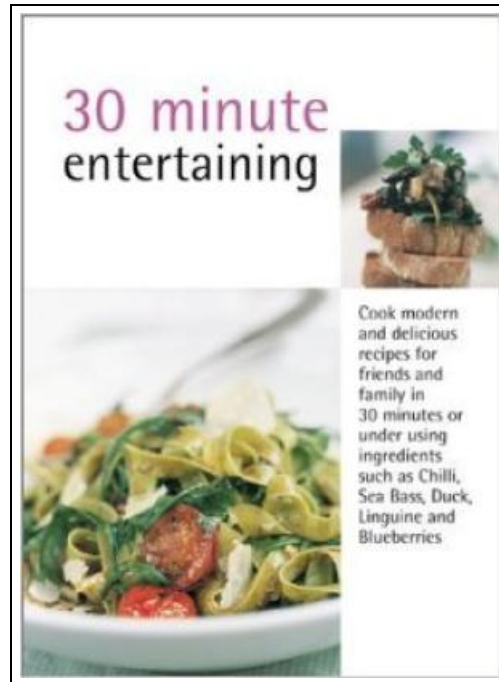 30 minute
entertaining
Cook modern
and delicious
recipes for
friends and
family in
30 minutes or
under using
ingredients
such as Chilli,
Sea Bass, Duck,
Linguine and
Blueberries